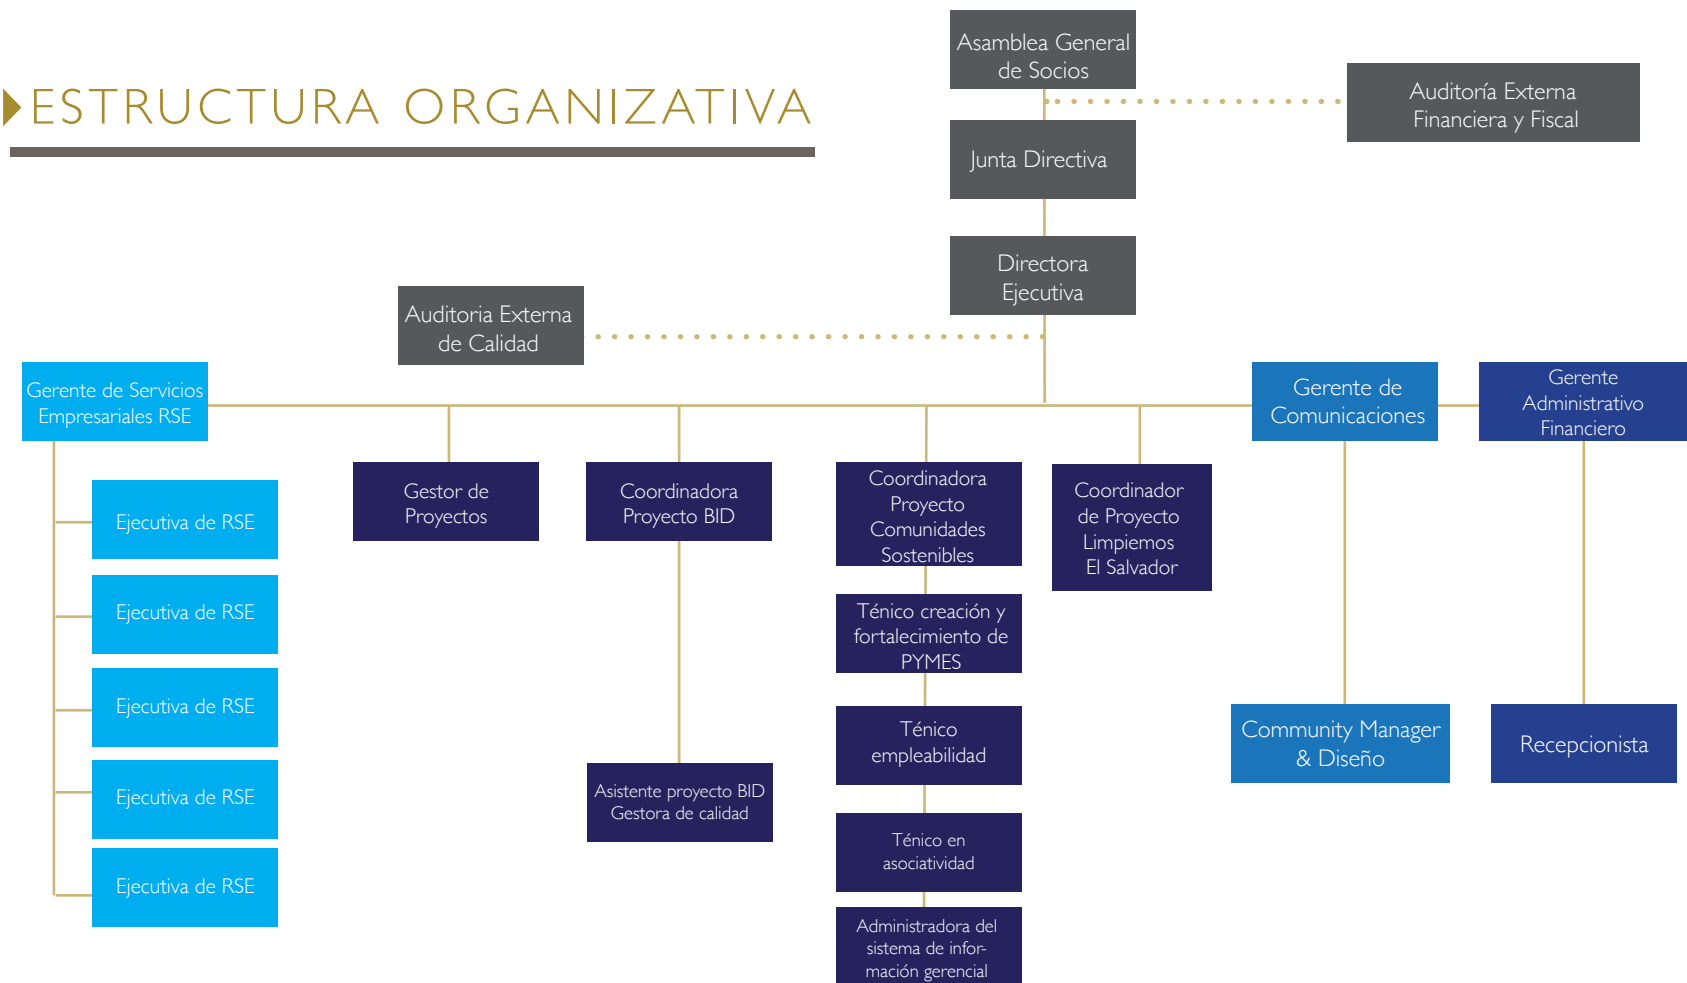 ESTRUCTURA ORGANIZATIVA
Asamblea General
de Socios
Auditoría Externa
Financiera y Fiscal
Junta Directiva
Directora
Ejecutiva
Auditoria Externa
de Calidad
Gerente de Servicios
Empresariales RSE
Gerente de
Comunicaciones
Gerente
Administrativo
Financiero
Ejecutiva de RSE
Ejecutiva de RSE
Ejecutiva de RSE
Ejecutiva de RSE
Ejecutiva de RSE
Gestor de
Proyectos
Coordinadora
Proyecto BID
Asistente proyecto BID
Gestora de calidad
Coordinadora
Proyecto
Comunidades
Sostenibles
Ténico creación y
fortalecimiento de
PYMES
Ténico
empleabilidad
Ténico en
asociatividad
Administradora del
sistema de infor-
mación gerencial
Coordinador
de Proyecto
Limpiemos
El Salvador
Community Manager
& Diseño
Recepcionista